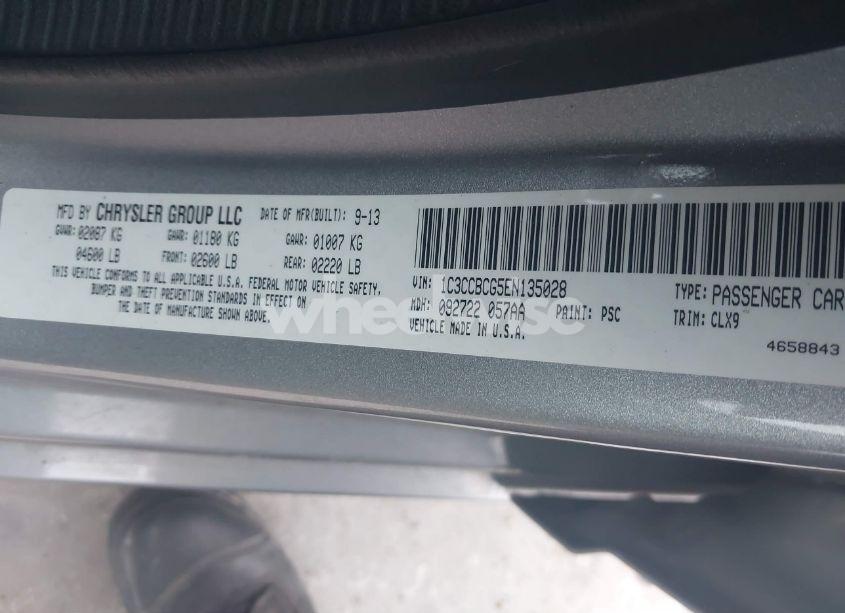 MFD BY CHRYSLER GROUP LLC DATE OF MFR(BUILT): 9-13
GVWR: 02087 KG GAWR: 01180 KG GAWR: 01007 KG
04600 LB FRONT: 02600 LB REAR: 02220 LB
THIS VEHICLE CONFORMS TO ALL APPLICABLE U.S.A. FEDERAL MOTOR VEHICLE SAFETY,
BUMPER AND THEFT PREVENTION STANDARDS IN EFFECT ON
THE DATE OF MANUFACTURE SHOWN ABOVE.
VIN: 1C3CCBCG5EN135028 TYPE: PASSENGER CAR
MDH: 092722 057AA PAINT: PSC TRIM: CLX9
VEHICLE MADE IN U.S.A.
4658843